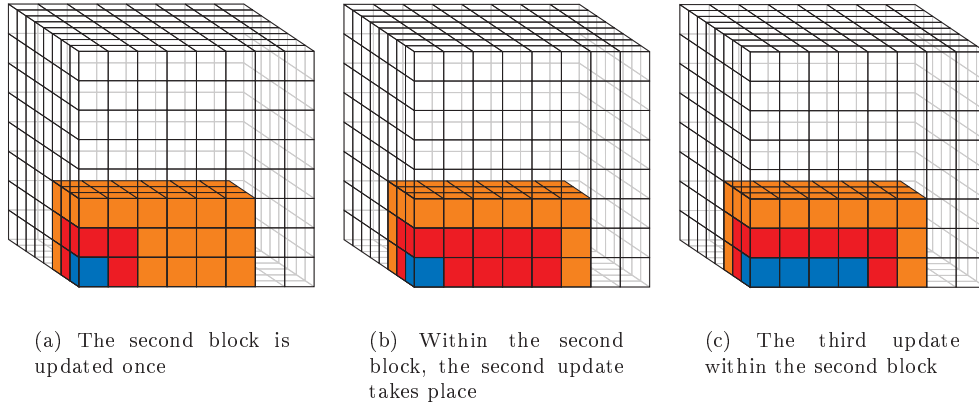 (a) The second block is
updated once
(b) Within the second
block, the second update
takes place
(c) The third update
within the second block